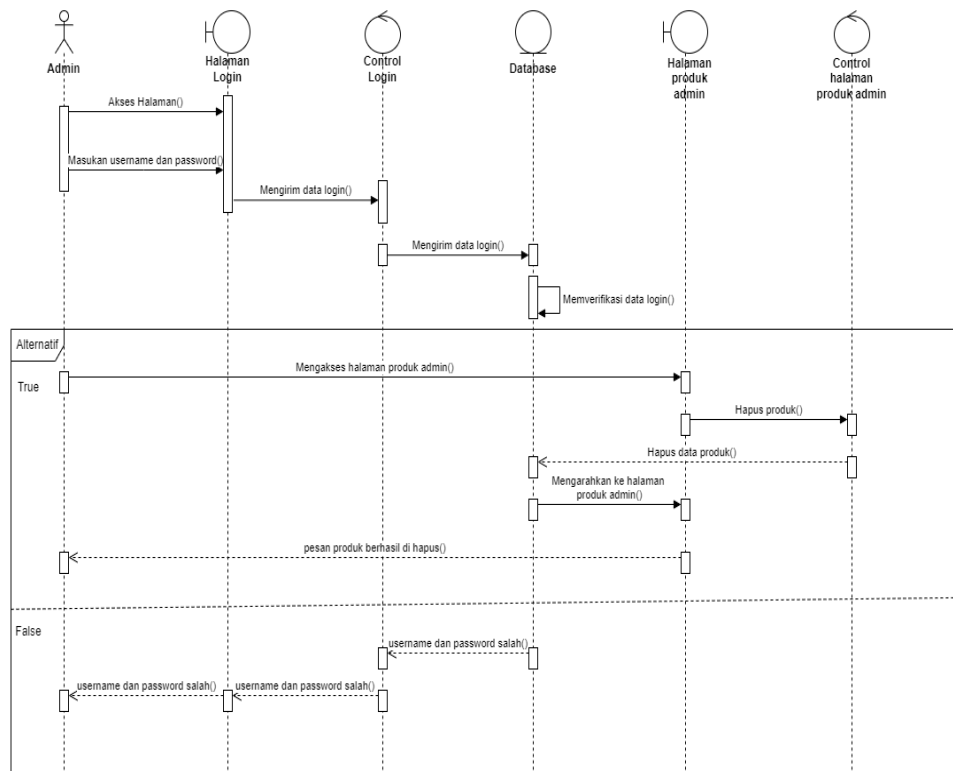 Admin
Halaman
Login
Control
Login
Database
Halaman
produk
admin
Control
halaman
produk admin
Akses Halaman()
Masukan username dan password()
Mengirim data login()
Mengirim data login()
Memverifikasi data login()
Alternatif
True
Mengakses halaman produk admin()
Hapus produk()
Hapus data produk()
Mengarahkan ke halaman
produk admin()
pesan produk berhasil di hapus()
False
username dan password salah()
username dan password salah()
username dan password salah()